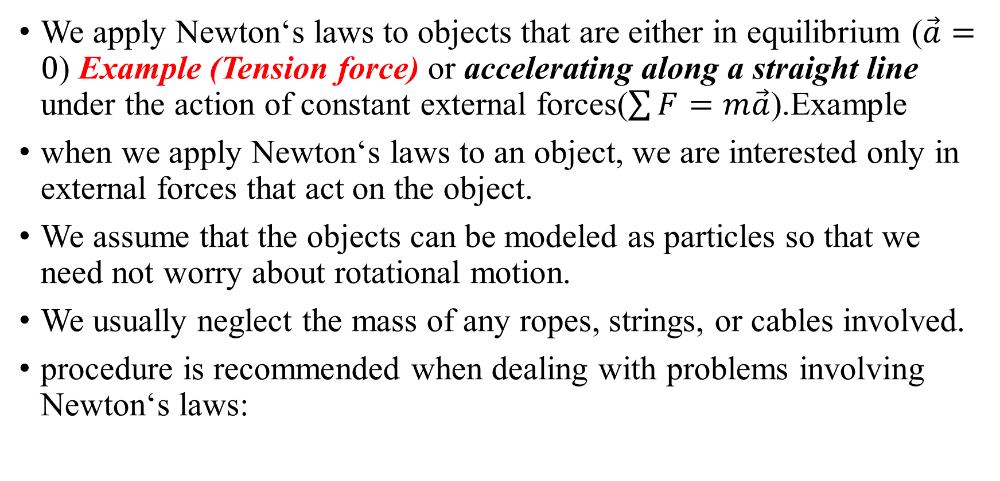 • We apply Newton‘s laws to objects that are either in equilibrium (𝑎⃗ =
0) Example (Tension force) or accelerating along a straight line
under the action of constant external forces(∑ 𝐹 = 𝑚𝑎⃗).Example
• when we apply Newton‘s laws to an object, we are interested only in
external forces that act on the object.
• We assume that the objects can be modeled as particles so that we
need not worry about rotational motion.
• We usually neglect the mass of any ropes, strings, or cables involved.
• procedure is recommended when dealing with problems involving
Newton‘s laws: